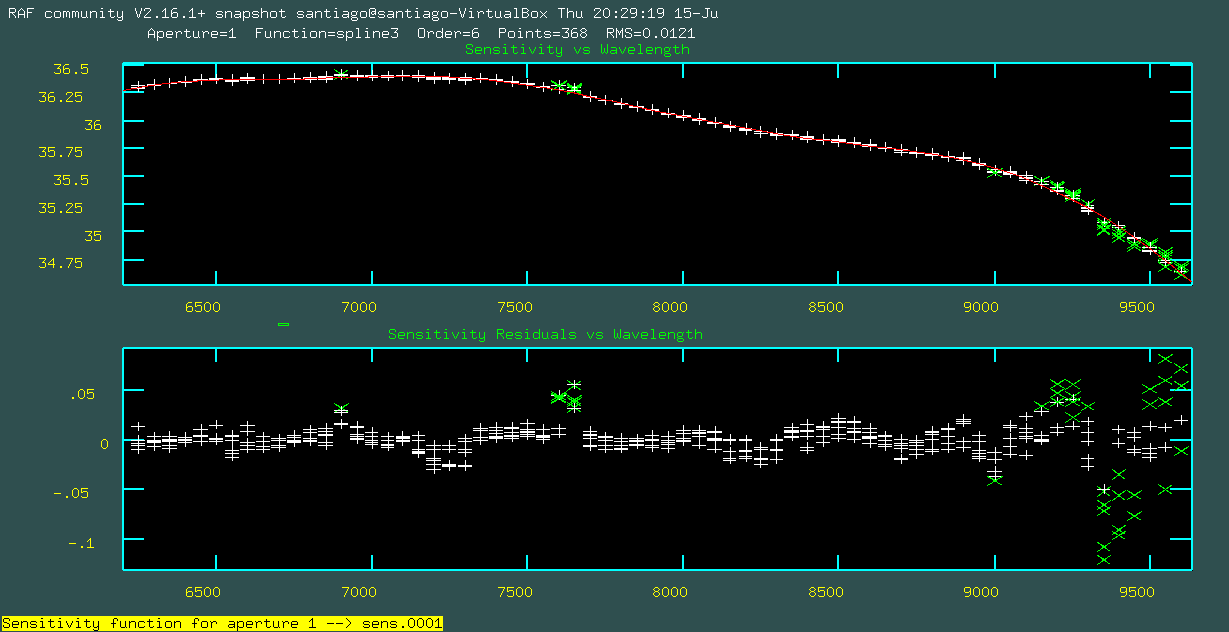 RAF community V2.16.1+ snapshot santiago@santiago-VirtualBox Thu 20:29:19 15-Ju
Aperture=1 Function=spline3 Order=6 Points=368 RMS=0.0121
Sensitivity vs Wavelength
36.5
36.25
36
35.75
35.5
35.25
35
34.75
6500 7000 7500 8000 8500 9000 9500
Sensitivity Residuals vs Wavelength
.05
0
-.05
-.1
6500 7000 7500 8000 8500 9000 9500
Sensitivity function for aperture 1 --> sens.0001